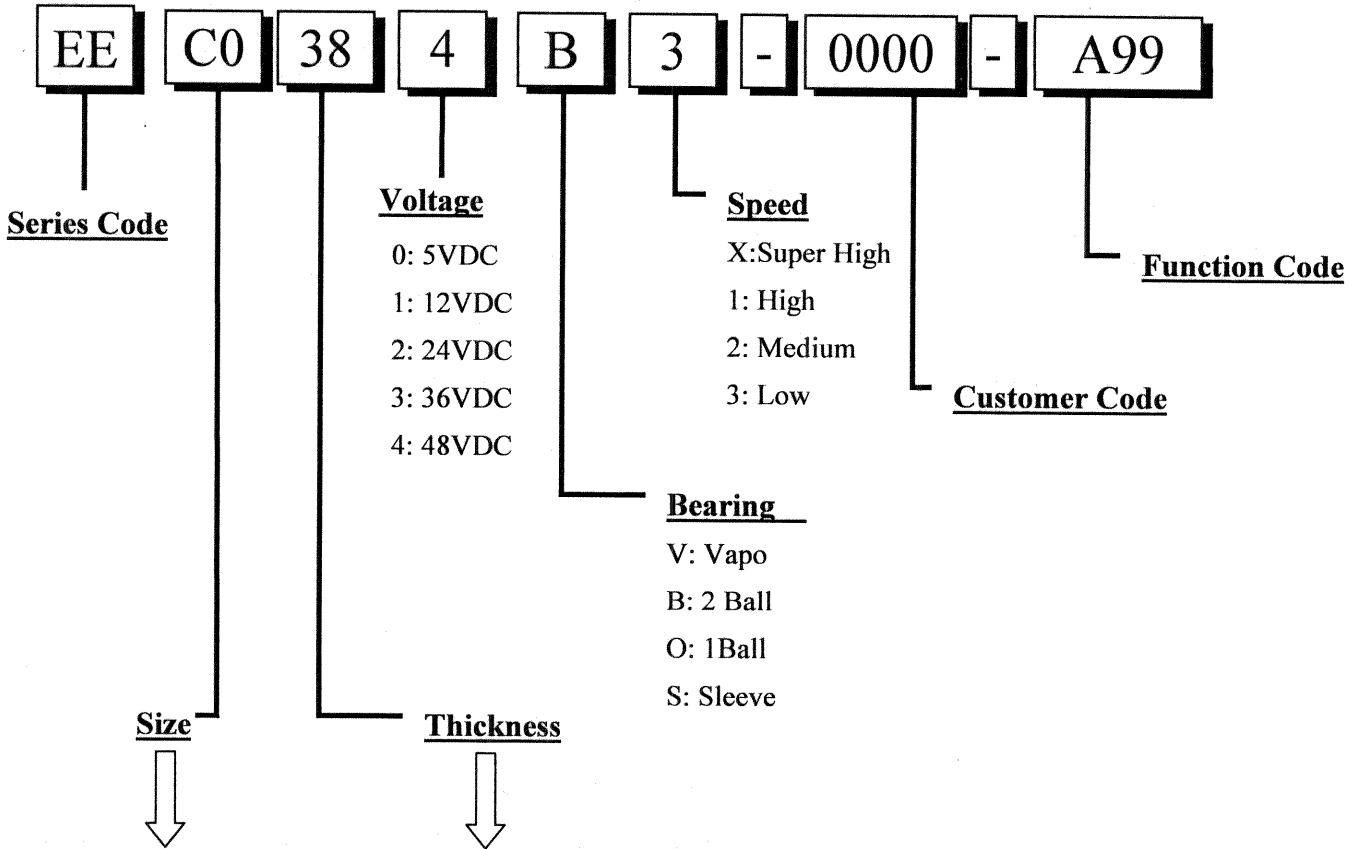 EE C0 38 4 B 3 - 0000 - A99
Series Code
Voltage
0: 5VDC
1: 12VDC
2: 24VDC
3: 36VDC
4: 48VDC
Speed
X:Super High
1: High
2: Medium
3: Low
Function Code
Customer Code
Bearing
V: Vapo
B: 2 Ball
O: 1Ball
S: Sleeve
Size
Thickness